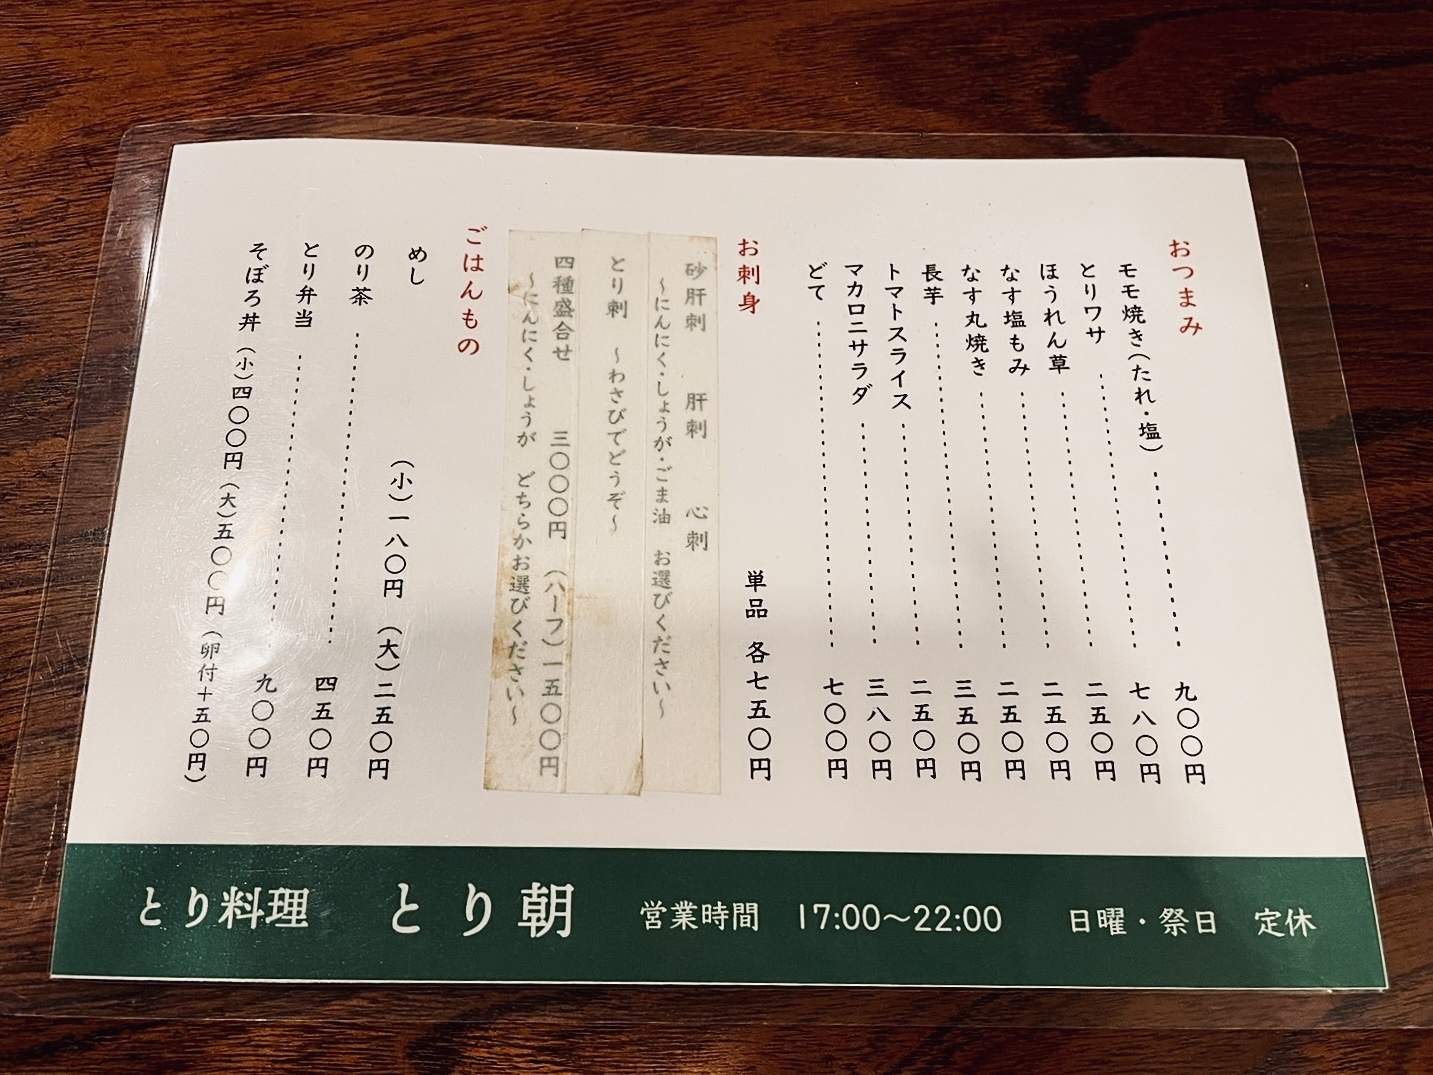 おつまみ
モモ焼き（たれ・塩） 九〇〇円
とりワサ 七八〇円
ほうれん草 二五〇円
なす塩もみ 二五〇円
なす丸焼き 二五〇円
長芋 三五〇円
トマトスライス 二五〇円
マカロニサラダ 三八〇円
どて 七〇〇円
お刺身 単品 各七五〇円
砂肝刺 肝刺 心刺
～にんにく・しょうが・ごま油 お選びください～
とり刺 ～わさびでどうぞ～
四種盛合せ 三〇〇〇円 （ハーフ）一五〇〇円
～にんにく・しょうが どちらかお選びください～
ごはんもの
めし （小）一八〇円 （大）二五〇円
のり茶 四五〇円
とり弁当 九〇〇円
そぼろ丼 （小）四〇〇円 （大）五〇〇円 （卵付＋五〇円）
とり料理 とり朝 営業時間 17:00～22:00 日曜・祭日 定休